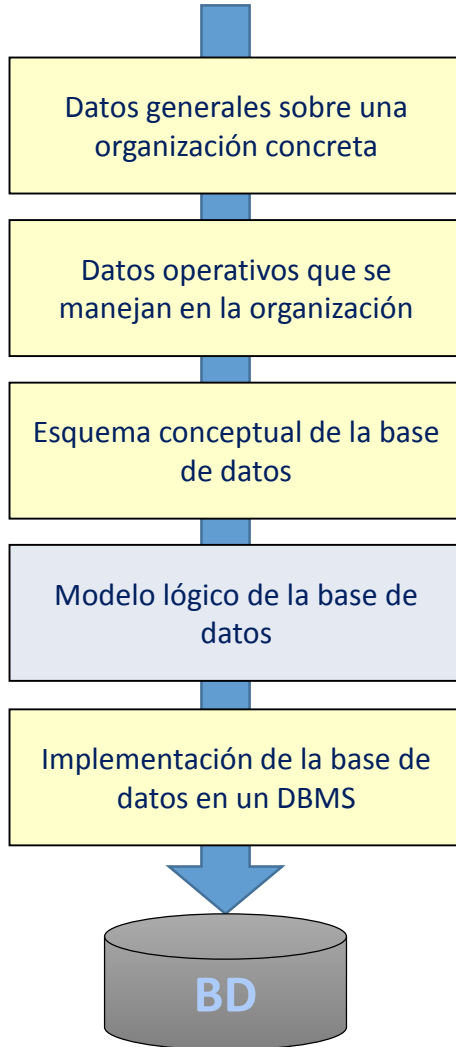 Datos generales sobre una
organización concreta
Datos operativos que se
manejan en la organización
Esquema conceptual de la base
de datos
Modelo lógico de la base de
datos
Implementación de la base de
datos en un DBMS
BD